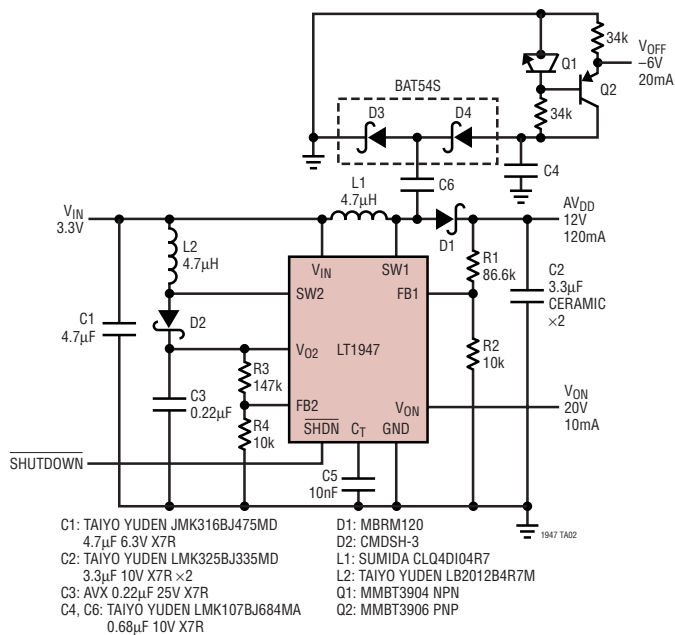 34k
VOFF
–6V
20mA
Q1
Q2
BAT54S
34k
D3
D4
C4
C6
L1
4.7µH
VIN
3.3V
AVDD
12V
120mA
D1
L2
4.7µH
R1
86.6k
VIN
SW1
SW2
FB1
C2
3.3µF
CERAMIC
×2
C1
4.7µF
D2
VO2
LT1947
R2
10k
R3
147k
C3
0.22µF
FB2
VON
VON
20V
10mA
R4
10k
SHDN
CT
GND
SHUTDOWN
C5
10nF
1947 TA02
C1: TAIYO YUDEN JMK316BJ475MD
4.7µF 6.3V X7R
C2: TAIYO YUDEN LMK325BJ335MD
3.3µF 10V X7R ×2
C3: AVX 0.22µF 25V X7R
C4, C6: TAIYO YUDEN LMK107BJ684MA
0.68µF 10V X7R
D1: MBRM120
D2: CMDSH-3
L1: SUMIDA CLQ4DI04R7
L2: TAIYO YUDEN LB2012B4R7M
Q1: MMBT3904 NPN
Q2: MMBT3906 PNP